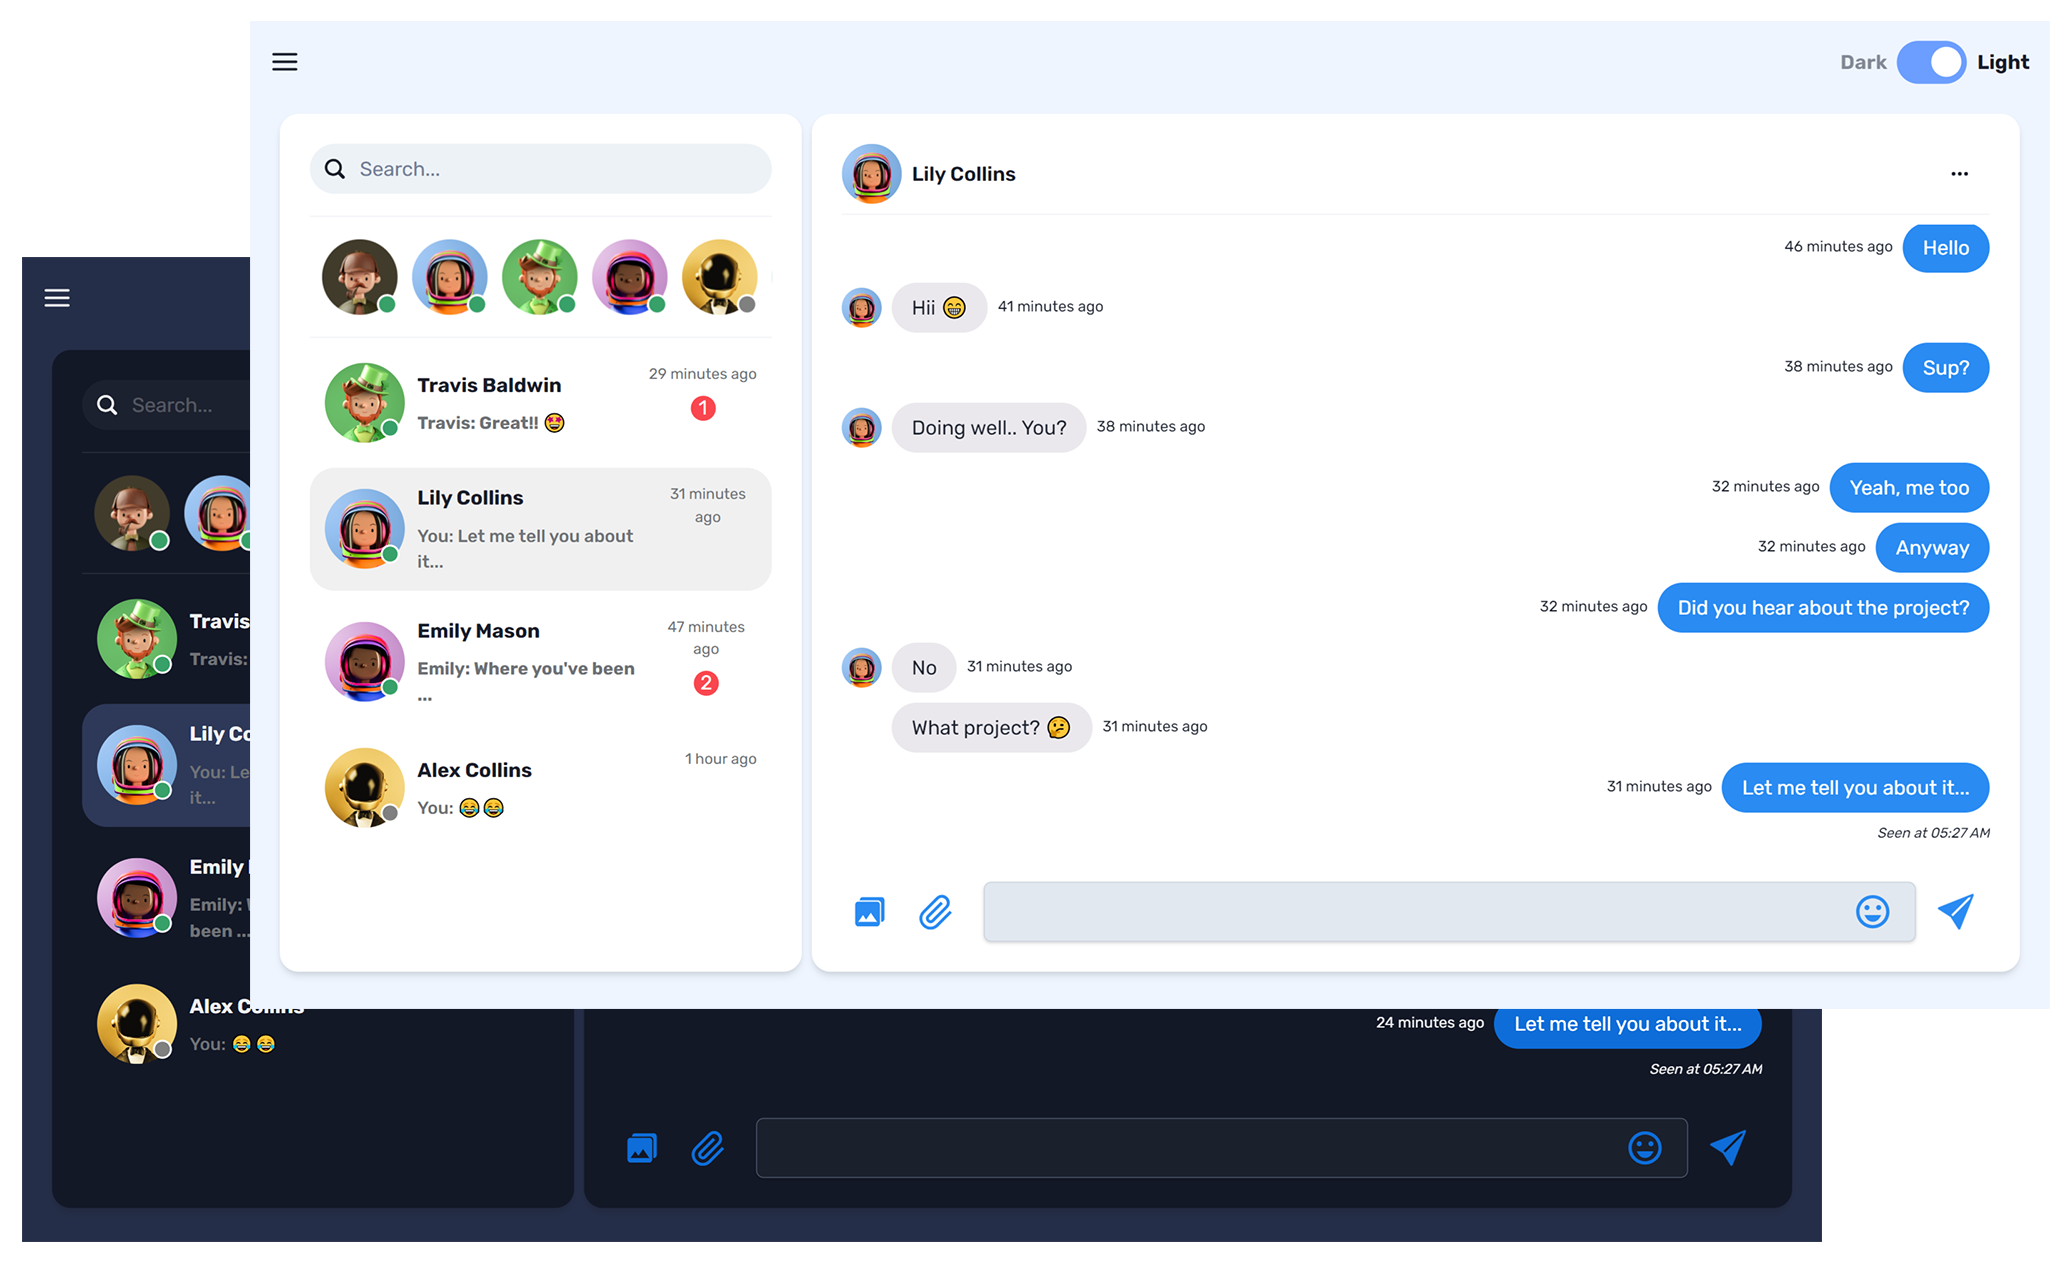 Dark Light
Search...
Travis Baldwin
29 minutes ago
Travis: Great!! 🤩
1
Lily Collins
31 minutes
ago
You: Let me tell you about
it...
Emily Mason
47 minutes
ago
Emily: Where you've been
...
2
Alex Collins
1 hour ago
You: 😂😂
Lily Collins
...
46 minutes ago Hello
Hii 😁 41 minutes ago
38 minutes ago Sup?
Doing well.. You? 38 minutes ago
32 minutes ago Yeah, me too
32 minutes ago Anyway
32 minutes ago Did you hear about the project?
No 31 minutes ago
What project? 🤔 31 minutes ago
31 minutes ago Let me tell you about it...
Seen at 05:27 AM
Search...
Travis
Travis:
Lily Co
You: Le
it...
Emily
Emily:
been ...
Alex Collins
You: 😂😂
24 minutes ago Let me tell you about it...
Seen at 05:27 AM